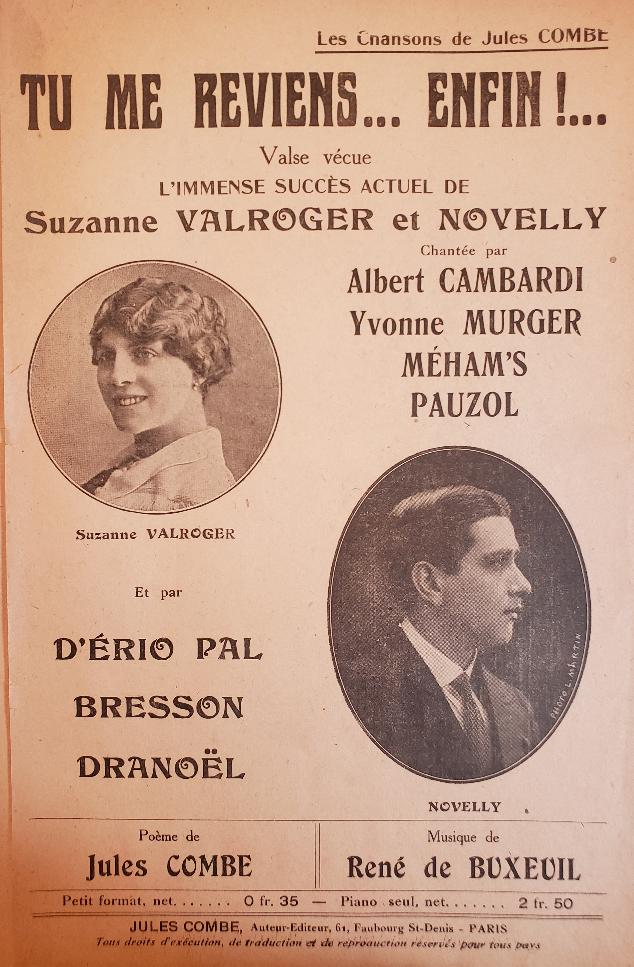 Les Chansons de Jules COMBE
TU ME REVIENS... ENFIN !...
Valse vécue
L'IMMENSE SUCCÈS ACTUEL DE
Suzanne VALROGER et NOVELLY
Chantée par
Albert CAMBARDI
Yvonne MURGER
MÉHAM'S
PAUZOL
Suzanne VALROGER
Et par
D'ÉRIO PAL
BRESSON
DRANOËL
PHOTO L. MARTIN
NOVELLY
Poème de
Jules COMBE
Musique de
René de BUXEUIL
Petit format, net. . . . . . . 0 fr. 35 — Piano seul, net. . . . . . . 2 fr. 50
JULES COMBE, Auteur-Editeur, 61, Faubourg St-Denis - PARIS
Tous droits d'exécution, de traduction et de reproduction réservés pour tous pays